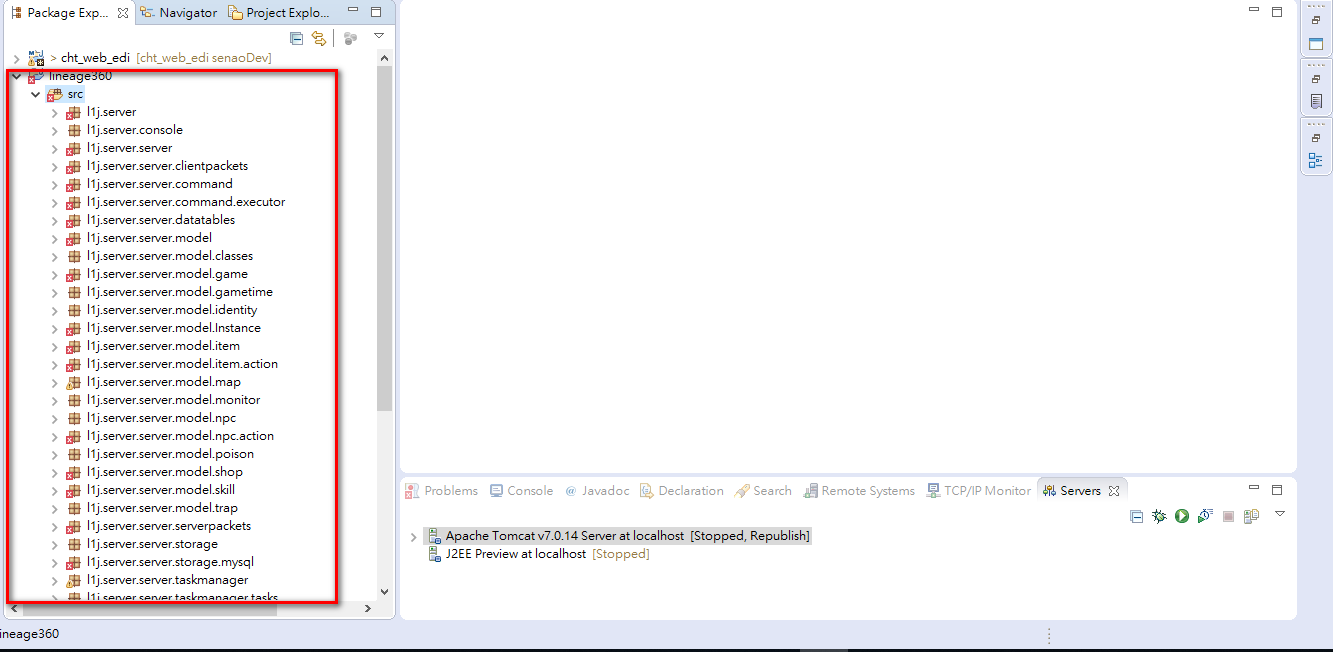 Package Exp... Navigator Project Explo...
> cht_web_edi [cht_web_edi senaoDev]
lineage360
src
l1j.server
l1j.server.console
l1j.server.server
l1j.server.server.clientpackets
l1j.server.server.command
l1j.server.server.command.executor
l1j.server.server.datatables
l1j.server.server.model
l1j.server.server.model.classes
l1j.server.server.model.game
l1j.server.server.model.gametime
l1j.server.server.model.identity
l1j.server.server.model.Instance
l1j.server.server.model.item
l1j.server.server.model.item.action
l1j.server.server.model.map
l1j.server.server.model.monitor
l1j.server.server.model.npc
l1j.server.server.model.npc.action
l1j.server.server.model.poison
l1j.server.server.model.shop
l1j.server.server.model.skill
l1j.server.server.model.trap
l1j.server.server.serverpackets
l1j.server.server.storage
l1j.server.server.storage.mysql
l1j.server.server.taskmanager
l1j.server.server.taskmanager.tasks
Problems Console @ Javadoc Declaration Search Remote Systems TCP/IP Monitor Servers
Apache Tomcat v7.0.14 Server at localhost [Stopped, Republish]
J2EE Preview at localhost [Stopped]
ineage360